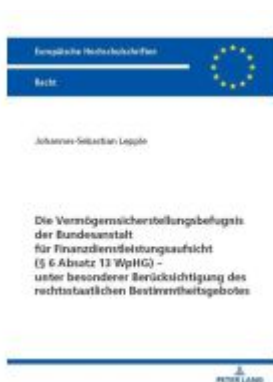 Europäische Hochschulschriften
Recht
Johannes-Sebastian Lepple
Die Vermögenssicherstellungsbefugnis
der Bundesanstalt
für Finanzdienstleistungsaufsicht
(§ 6 Absatz 13 WpHG) –
unter besonderer Berücksichtigung des
rechtsstaatlichen Bestimmtheitsgebotes
PETER LANG